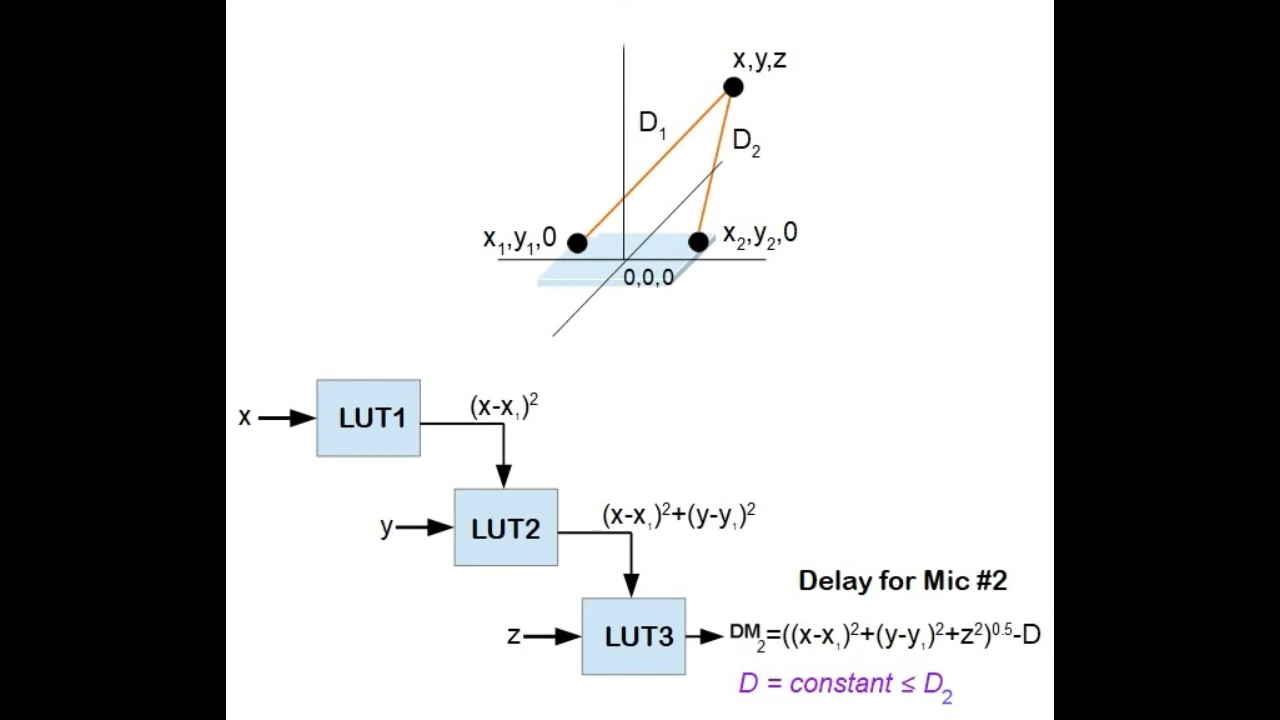 x,y,z
D₁
D₂
x₁,y₁,0
x₂,y₂,0
0,0,0
x
LUT1
(x-x₁)²
y
LUT2
(x-x₁)²+(y-y₁)²
Delay for Mic #2
z
LUT3
DM₂=((x-x₁)²+(y-y₁)²+z²)⁰·⁵-D
D = constant ≤ D₂